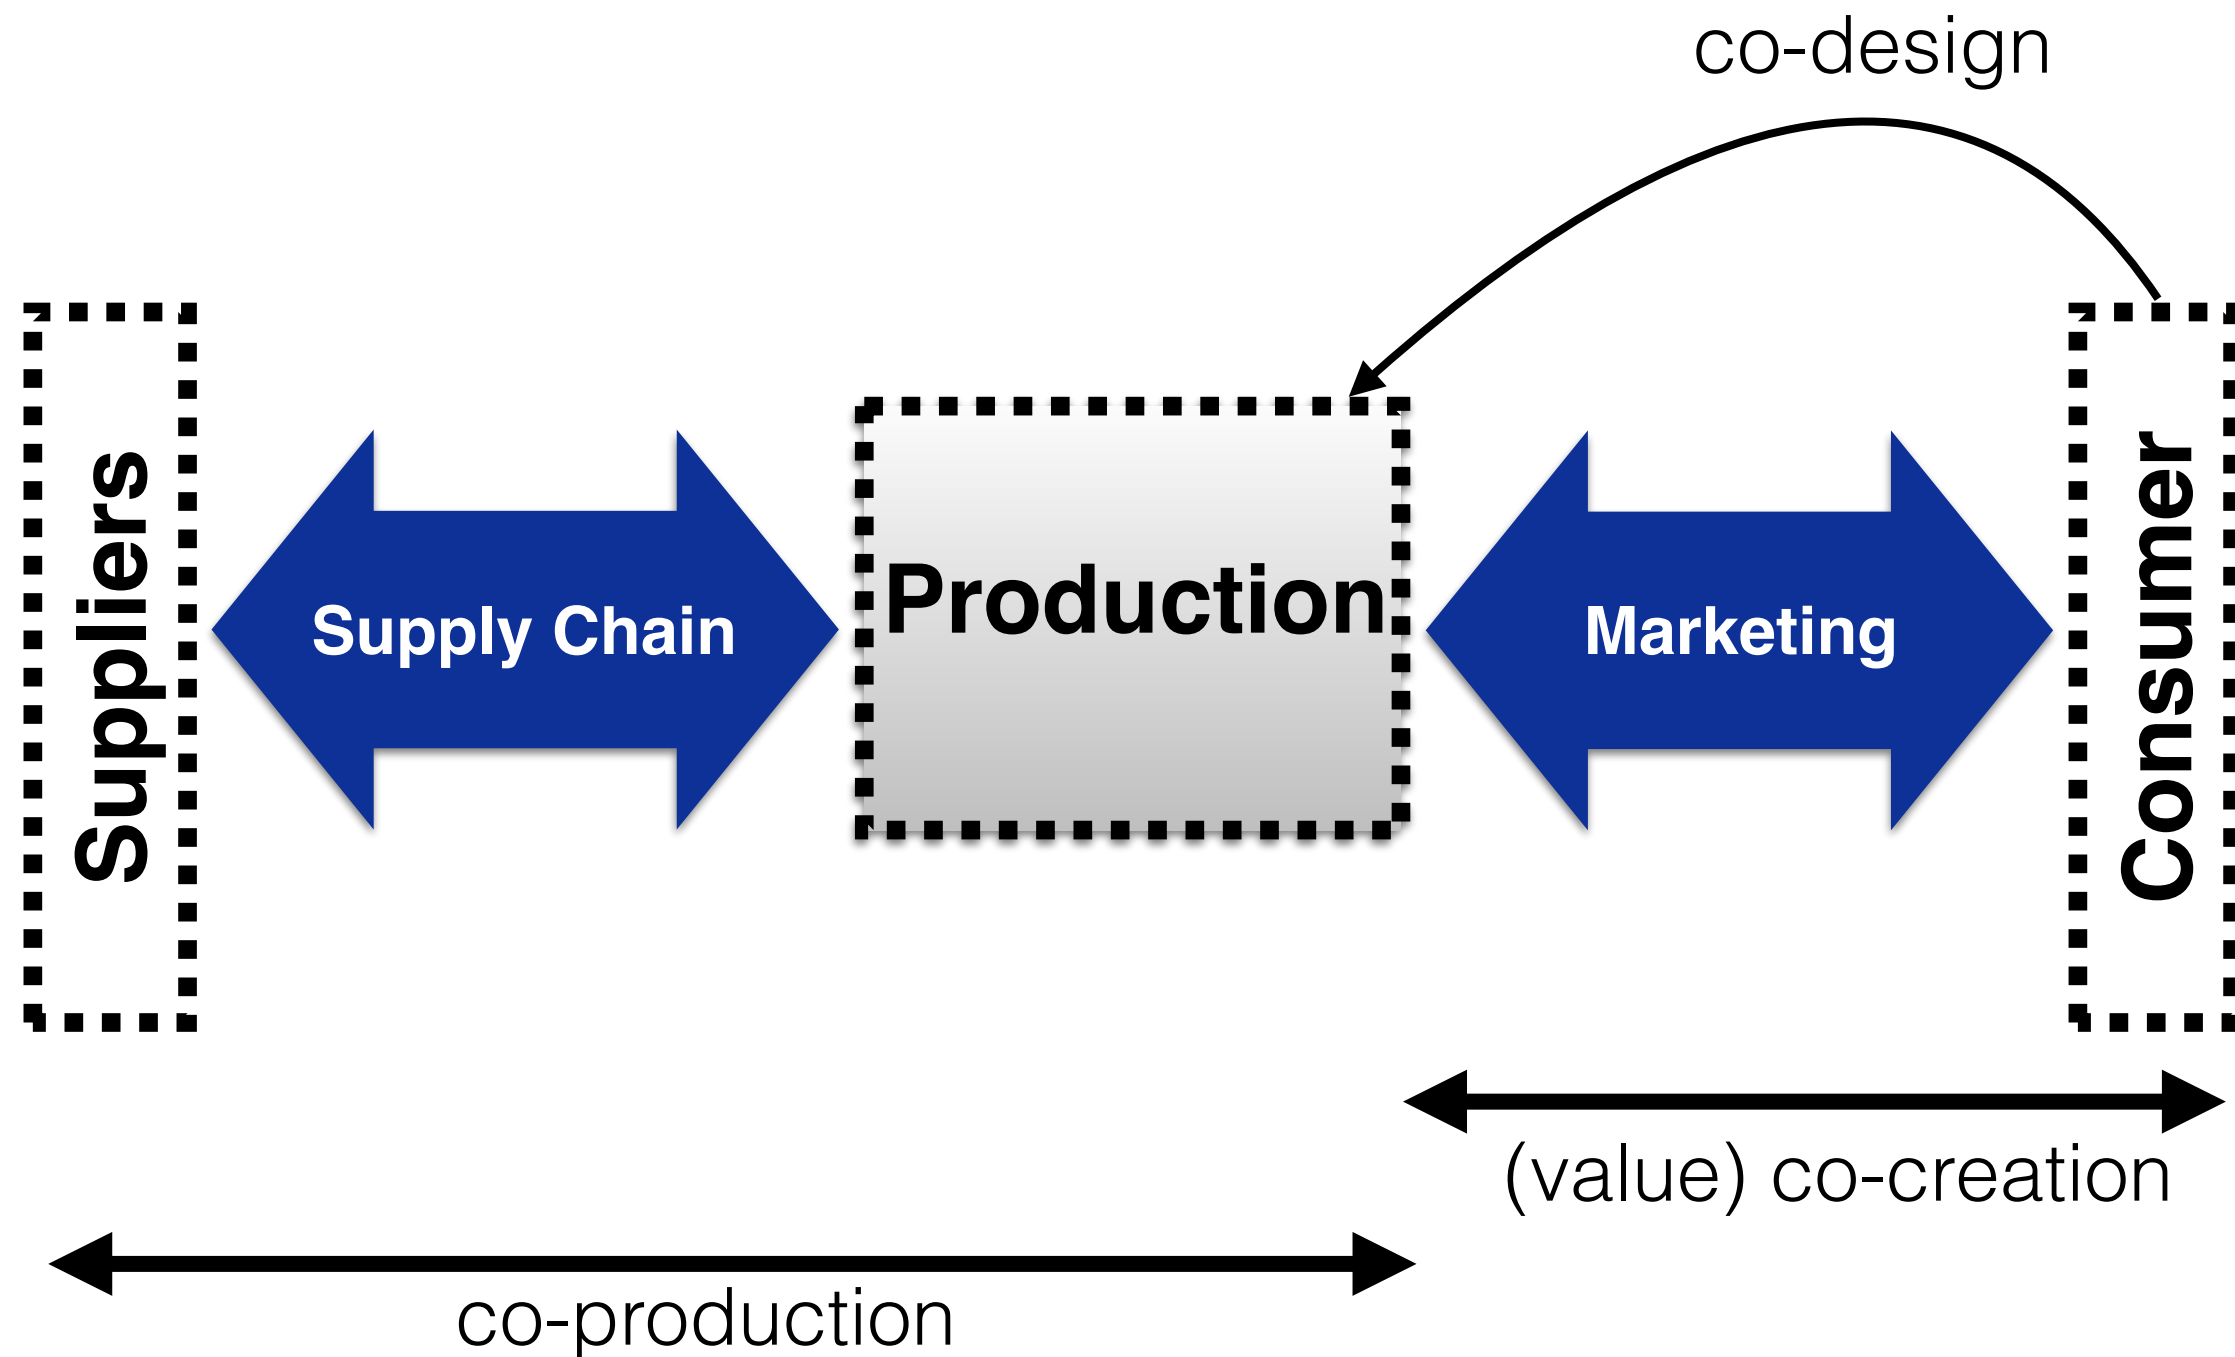 co-design
Suppliers
Supply Chain
Production
Marketing
Consumer
(value) co-creation
co-production